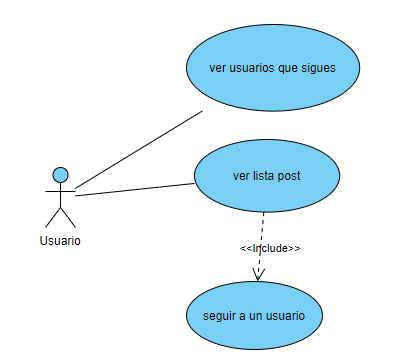 ver usuarios que sigues
ver lista post
Usuario
<<Include>>
seguir a un usuario